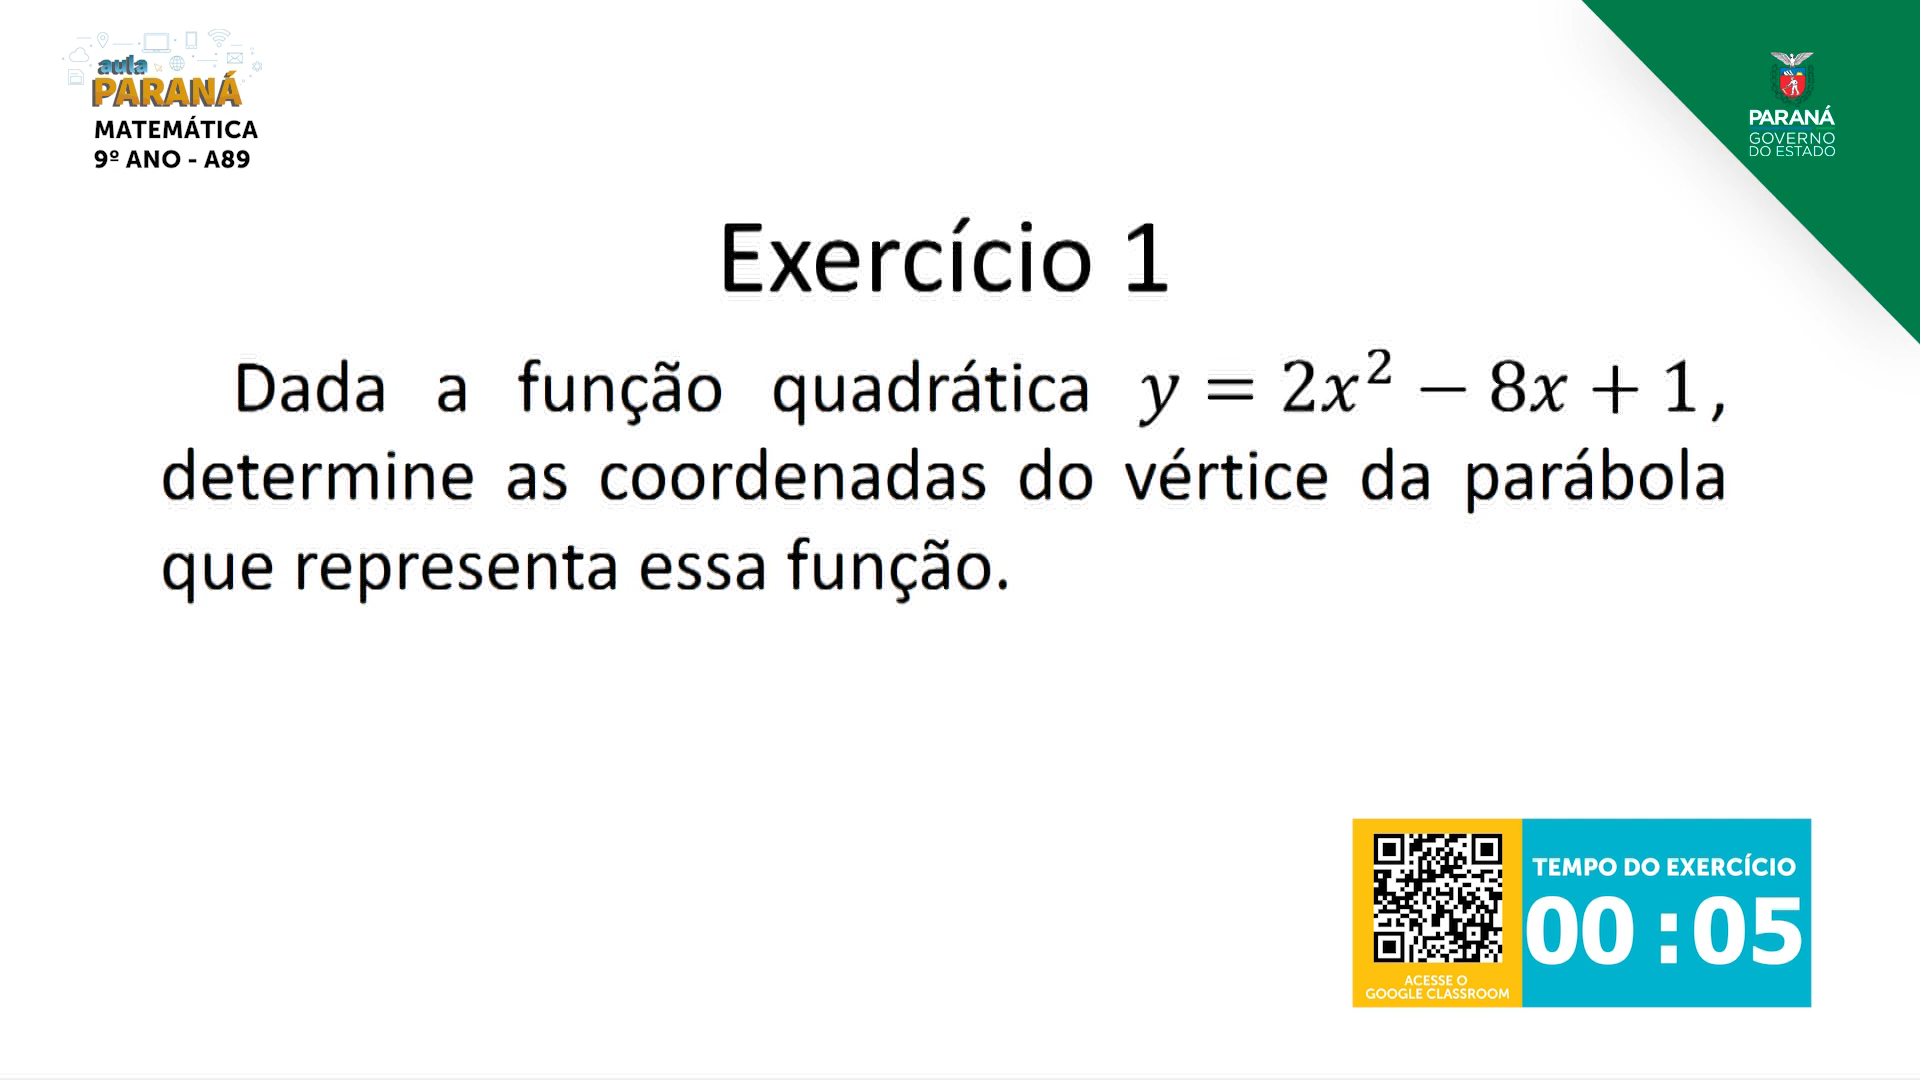 aula
PARANÁ
MATEMÁTICA
9º ANO - A89
PARANÁ
GOVERNO
DO ESTADO
Exercício 1
Dada a função quadrática y = 2x² − 8x + 1,
determine as coordenadas do vértice da parábola
que representa essa função.
TEMPO DO EXERCÍCIO
00:05
ACESSE O
GOOGLE CLASSROOM